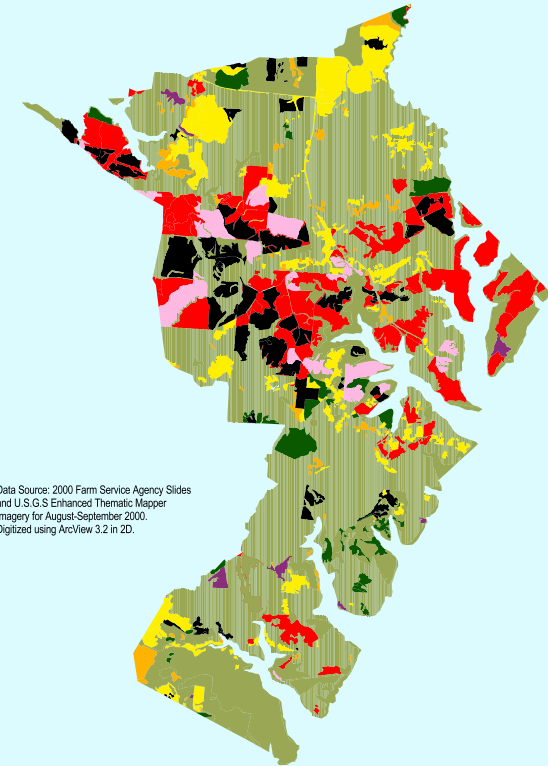 Data Source: 2000 Farm Service Agency Slides
and U.S.G.S Enhanced Thematic Mapper
Imagery for August-September 2000.
Digitized using ArcView 3.2 in 2D.